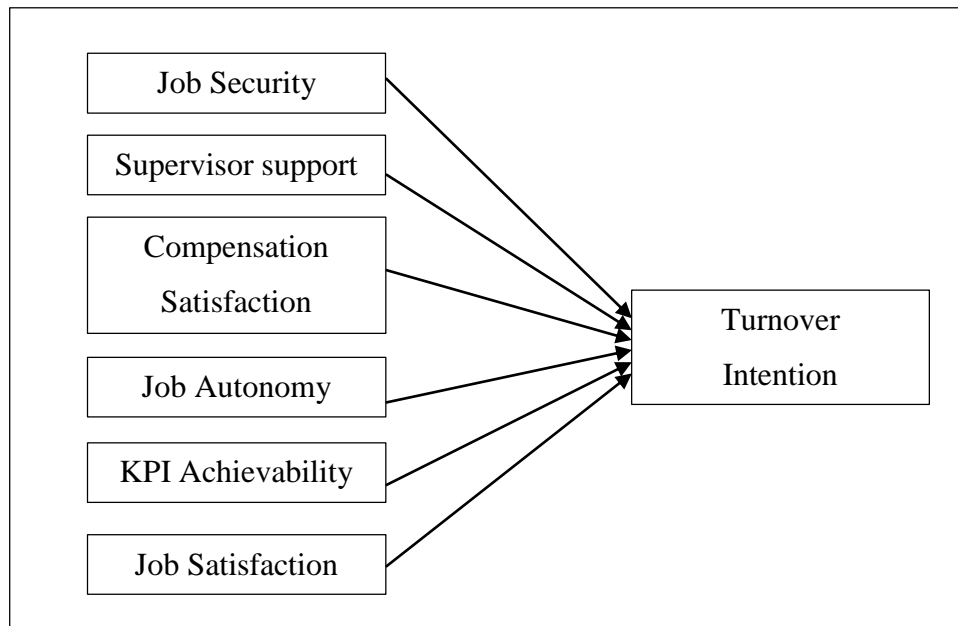 Job Security
Supervisor support
Compensation
Satisfaction
Job Autonomy
KPI Achievability
Job Satisfaction
Turnover
Intention